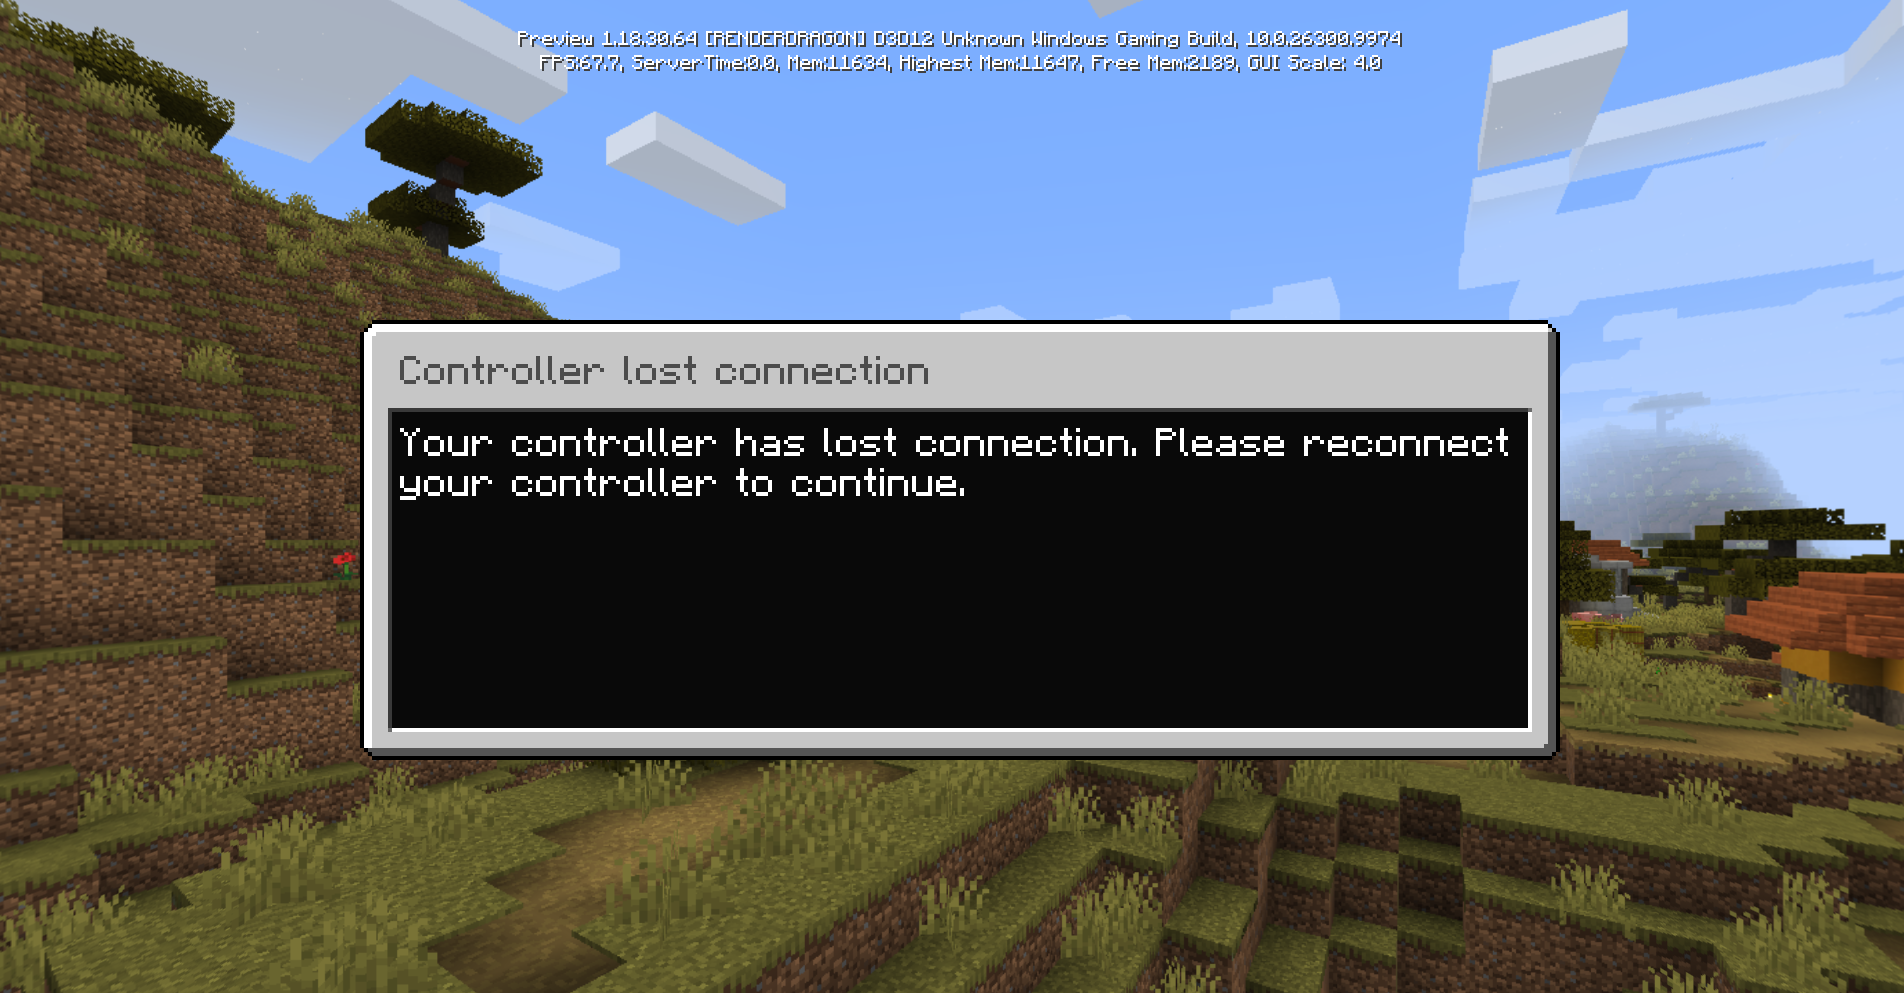 Preview 1.18.30.64 [RENDERDRAGON] D3D12 Unknown Windows Gaming Build, 10.0.26300.9974
FPS:67.7, ServerTime:0.0, Mem:11634, Highest Mem:11647, Free Mem:2189, GUI Scale: 4.0
Controller lost connection
Your controller has lost connection. Please reconnect
your controller to continue.